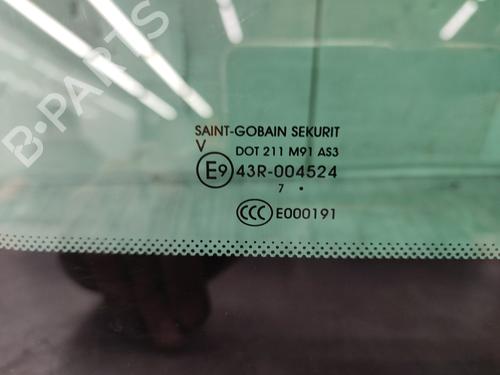 B-PARTS
SAINT-GOBAIN SEKURIT
V DOT 211 M91 AS3
E9 43R-004524
7 •
CCC E000191